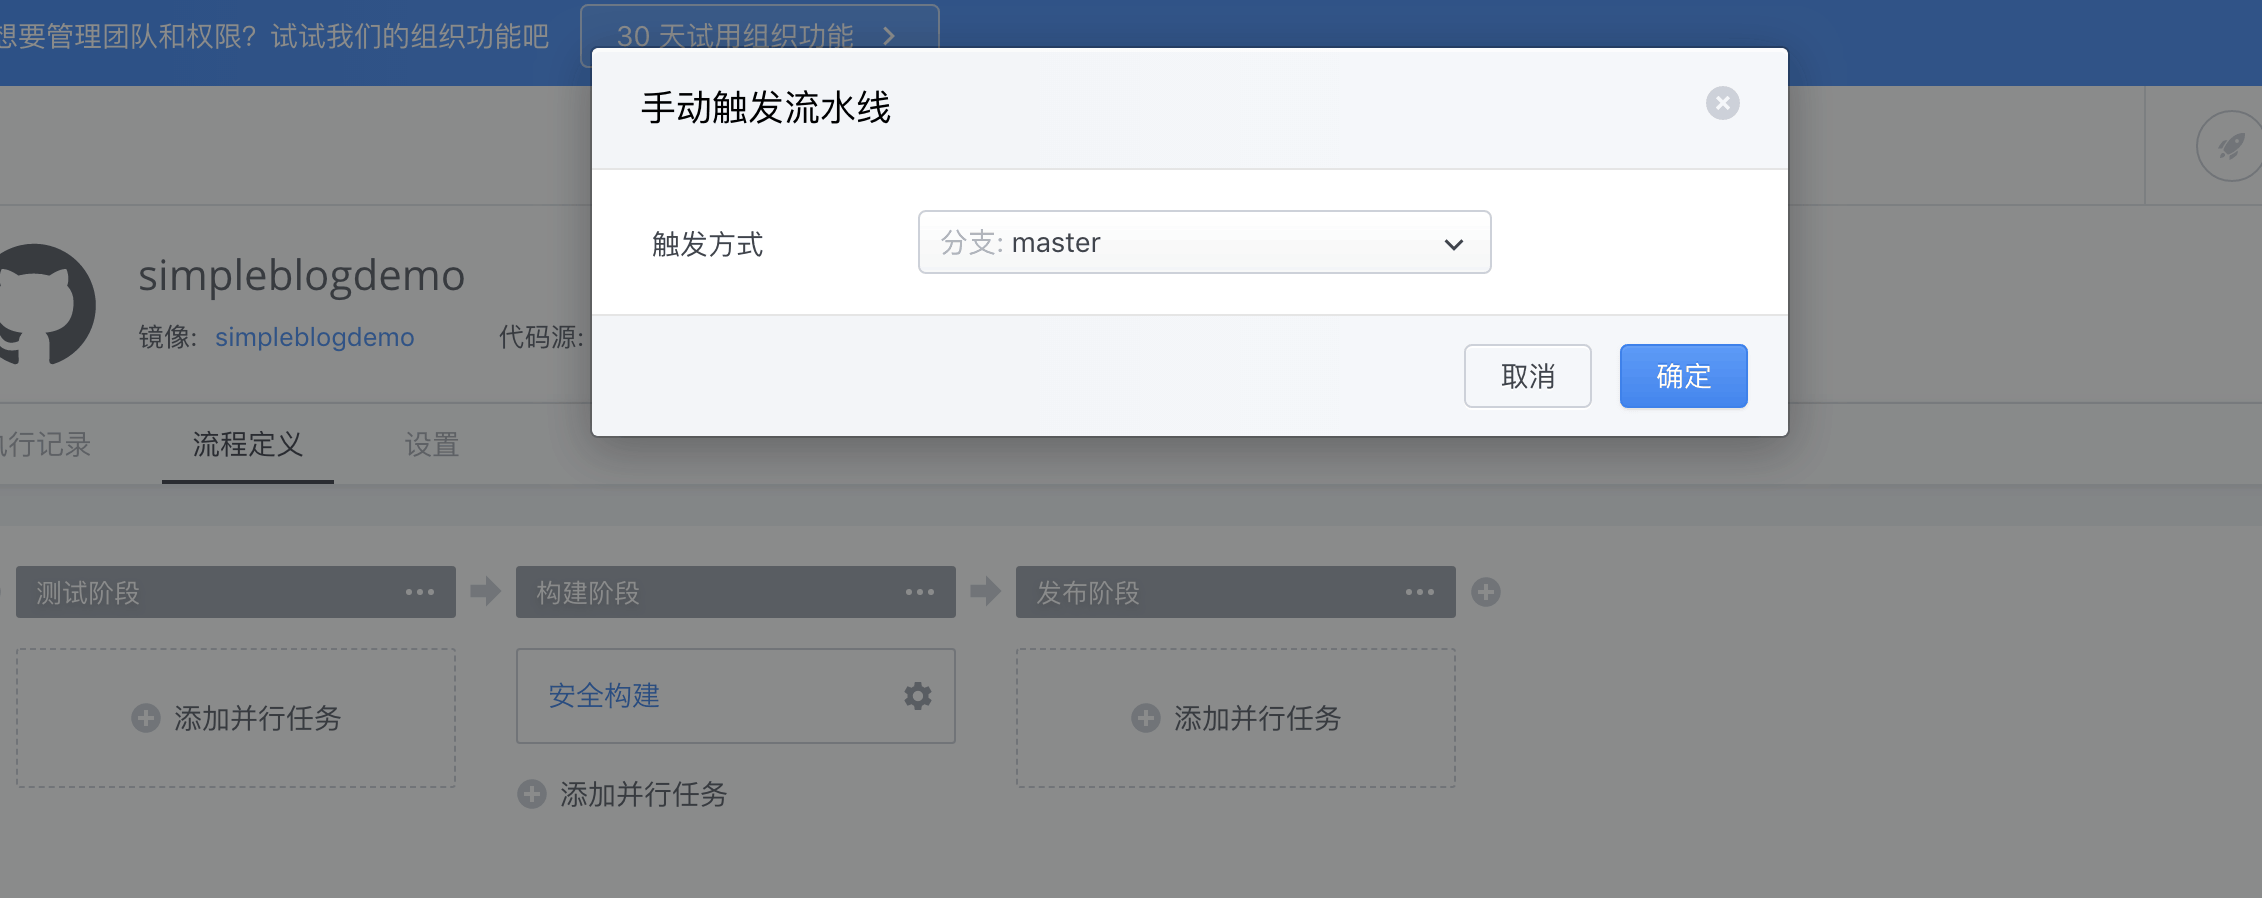 想要管理团队和权限？试试我们的组织功能吧
30 天试用组织功能
手动触发流水线
触发方式
分支: master
取消
确定
simpleblogdemo
镜像: simpleblogdemo
代码源:
执行记录
流程定义
设置
测试阶段
构建阶段
发布阶段
添加并行任务
安全构建
添加并行任务
添加并行任务